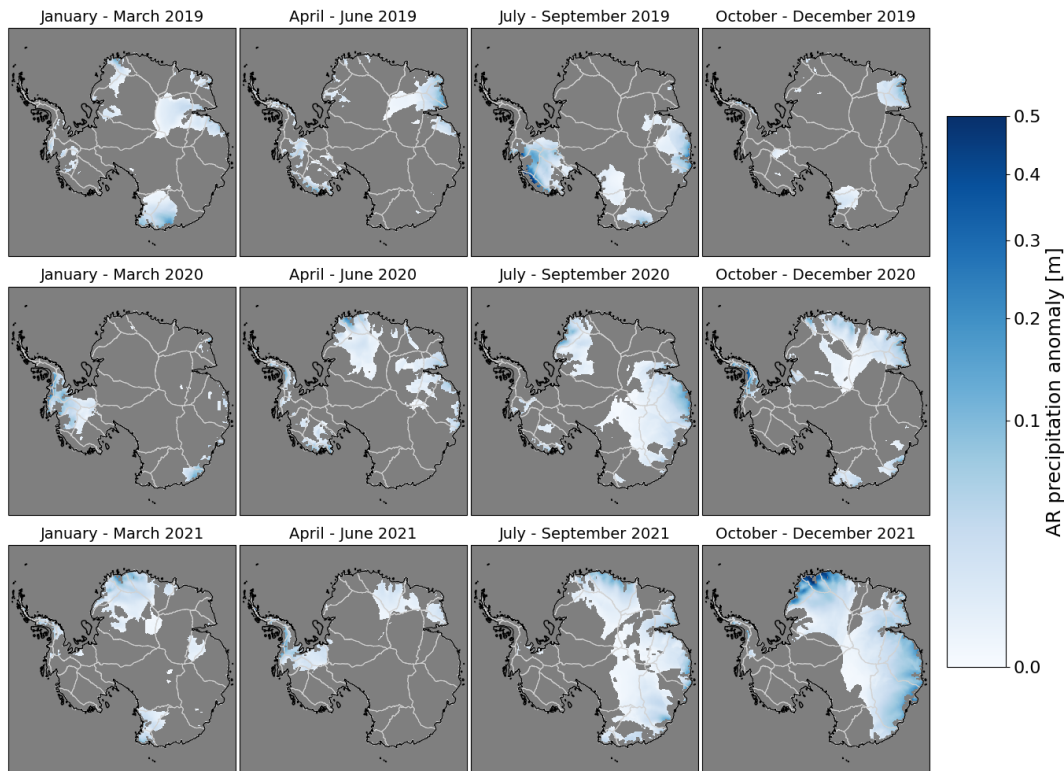 January - March 2019
April - June 2019
July - September 2019
October - December 2019
January - March 2020
April - June 2020
July - September 2020
October - December 2020
January - March 2021
April - June 2021
July - September 2021
October - December 2021
0.5
0.4
0.3
0.2
0.1
0.0
AR precipitation anomaly [m]